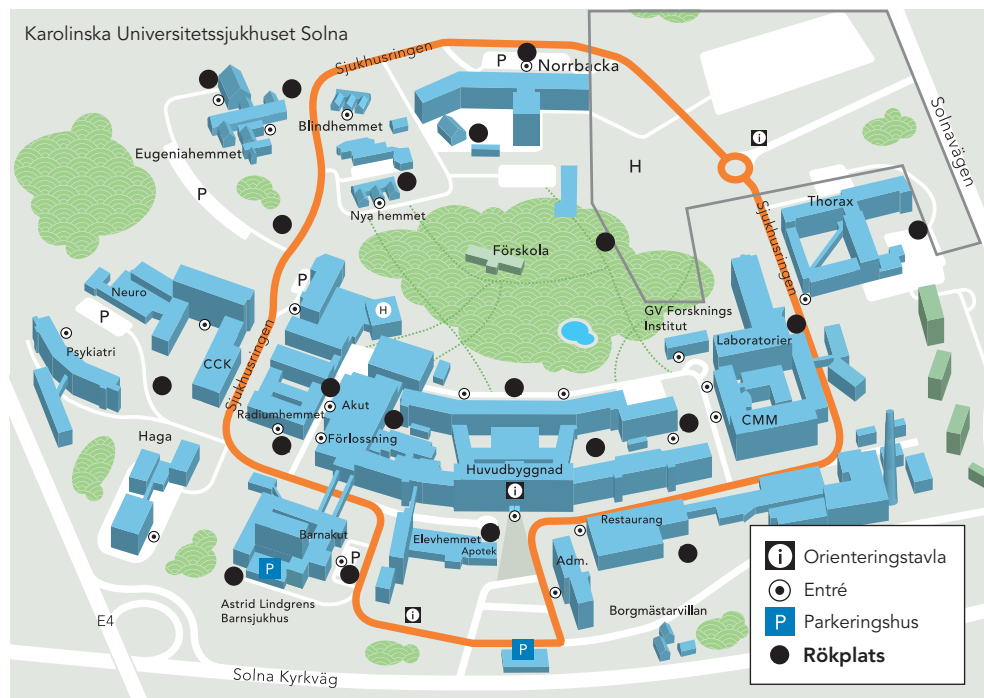 Karolinska Universitetssjukhuset Solna
Sjukhusringen
P
Norrbacka
Blindhemmet
Eugeniahemmet
P
Nya hemmet
H
i
Solnavägen
Thorax
Sjukhusringen
Förskola
Neuro
P
P
H
GV Forsknings
Institut
Laboratorier
Psykiatri
CCK
Sjukhusringen
Radiumhemmet
Akut
Förlossning
CMM
Haga
Huvudbyggnad
i
Restaurang
Barnakut
P
Elevhemmet
Apotek
Adm.
P
Astrid Lindgrens
Barnsjukhus
i
Borgmästarvillan
E4
P
Solna Kyrkväg
i Orienteringstavla
Entré
P Parkeringshus
Rökplats